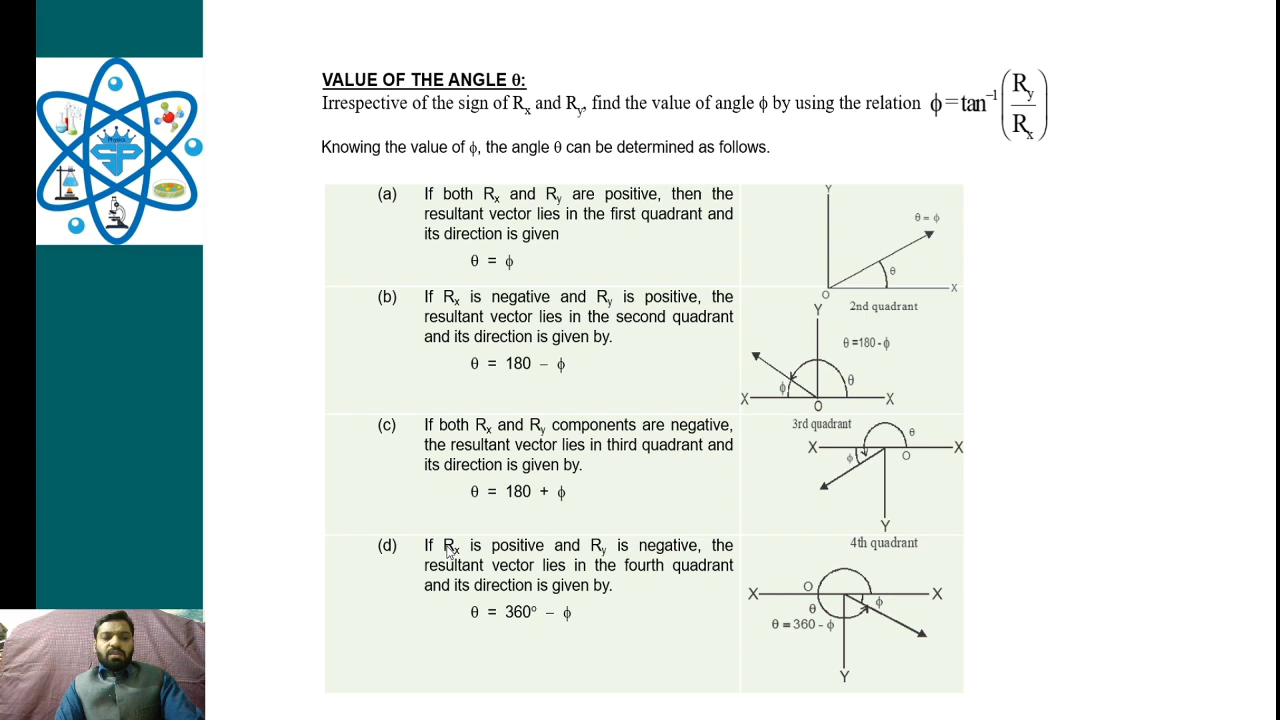 VALUE OF THE ANGLE θ:
Irrespective of the sign of Rx and Ry, find the value of angle ϕ by using the relation ϕ = tan⁻¹ (Ry/Rx)
Knowing the value of ϕ, the angle θ can be determined as follows.
(a) If both Rx and Ry are positive, then the
resultant vector lies in the first quadrant and
its direction is given
θ = ϕ
Y
θ = ϕ
θ
O
X
(b) If Rx is negative and Ry is positive, the
resultant vector lies in the second quadrant
and its direction is given by.
θ = 180 – ϕ
2nd quadrant
Y
θ =180 - ϕ
ϕ
θ
X
O
X
(c) If both Rx and Ry components are negative,
the resultant vector lies in third quadrant and
its direction is given by.
θ = 180 + ϕ
3rd quadrant
θ
X
X
ϕ
O
Y
(d) If Rx is positive and Ry is negative, the
resultant vector lies in the fourth quadrant
and its direction is given by.
θ = 360° – ϕ
4th quadrant
O
X
X
θ
ϕ
θ = 360 - ϕ
Y
SP